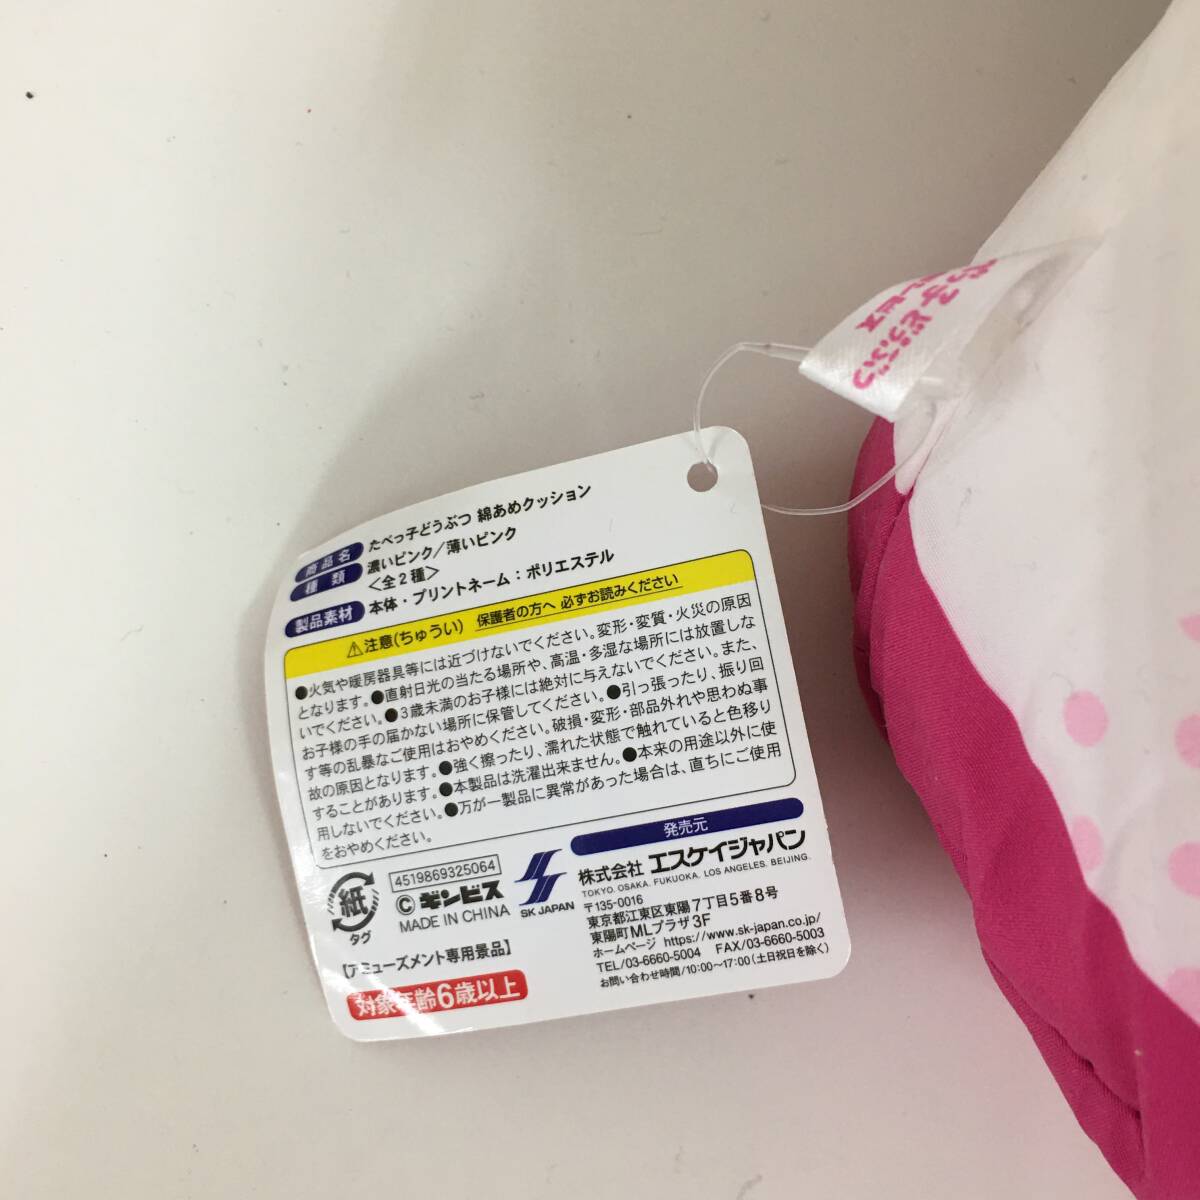 商品名 たべっ子どうぶつ 綿あめクッション
種類 濃いピンク/薄いピンク
<全2種>
製品素材 本体・プリントネーム:ポリエステル
⚠注意(ちゅうい) 保護者の方へ 必ずお読みください
●火気や暖房器具等には近づけないでください。変形・変質・火災の原因
となります。●直射日光の当たる場所や、高温・多湿な場所には放置しな
いでください。●3歳未満のお子様には絶対に与えないでください。また、
お子様の手の届かない場所に保管してください。●引っ張ったり、振り回
す等の乱暴なご使用はおやめください。破損・変形・部品外れや思わぬ事
故の原因となります。●強く擦ったり、濡れた状態で触れていると色移り
することがあります。●本製品は洗濯出来ません。●本来の用途以外に使
用しないでください。●万が一製品に異常があった場合は、直ちにご使用
をおやめください。
紙
タグ
4519869325064
©ギンビス
MADE IN CHINA
SK JAPAN
【アミューズメント専用景品】
対象年齢6歳以上
発売元
株式会社 エスケイジャパン
TOKYO. OSAKA. FUKUOKA. LOS ANGELES. BEIJING.
〒135-0016
東京都江東区東陽7丁目5番8号
東陽町MLプラザ3F
ホームページ https://www.sk-japan.co.jp/
TEL/03-6660-5004 FAX/03-6660-5003
お問い合わせ時間/10:00〜17:00(土日祝日を除く)
っ子どうぶつ